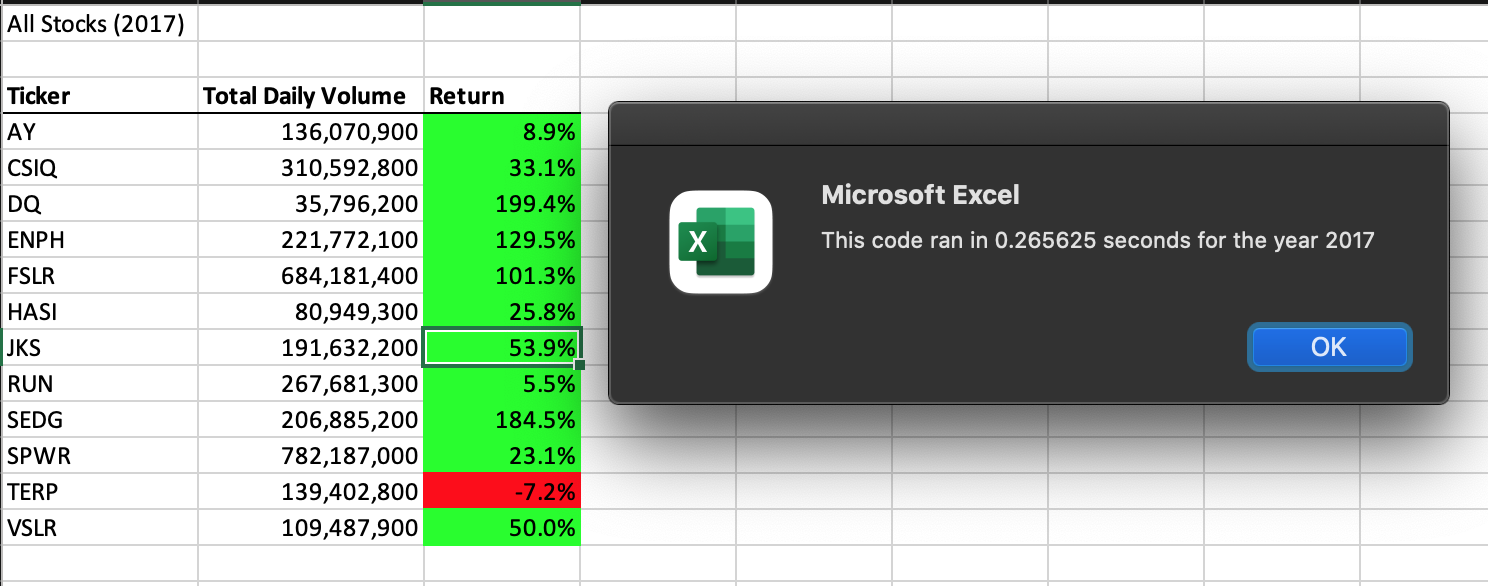 All Stocks (2017)
Ticker Total Daily Volume Return
AY 136,070,900 8.9%
CSIQ 310,592,800 33.1%
DQ 35,796,200 199.4%
ENPH 221,772,100 129.5%
FSLR 684,181,400 101.3%
HASI 80,949,300 25.8%
JKS 191,632,200 53.9%
RUN 267,681,300 5.5%
SEDG 206,885,200 184.5%
SPWR 782,187,000 23.1%
TERP 139,402,800 -7.2%
VSLR 109,487,900 50.0%
X
Microsoft Excel
This code ran in 0.265625 seconds for the year 2017
OK